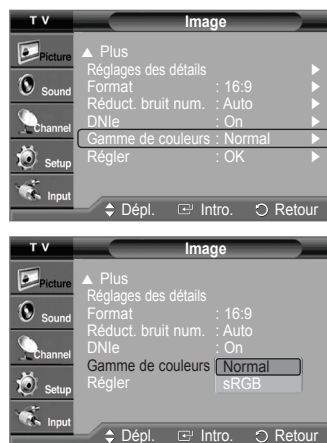 T V Image
Picture
Sound
Channel
Setup
Input
▲ Plus
Réglages des détails ►
Format : 16:9 ►
Réduct. bruit num. : Auto ►
DNIe : On ►
Gamme de couleurs : Normal ►
Régler : OK ►
Dépl. Intro. Retour
T V Image
Picture
Sound
Channel
Setup
Input
▲ Plus
Réglages des détails
Format : 16:9
Réduct. bruit num. : Auto
DNIe : On
Gamme de couleurs Normal
Régler sRGB
Dépl. Intro. Retour